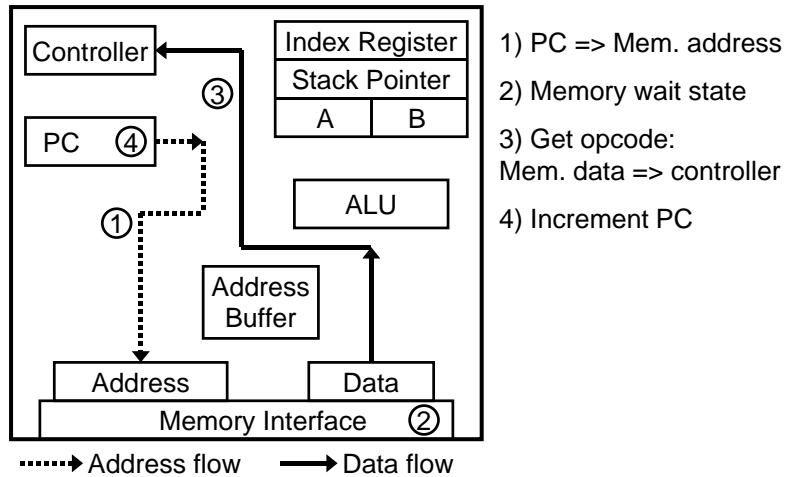 Controller
Index Register
Stack Pointer
A B
3
PC 4
1
ALU
Address
Buffer
Address
Data
Memory Interface 2
Address flow
Data flow
1) PC => Mem. address
2) Memory wait state
3) Get opcode:
Mem. data => controller
4) Increment PC